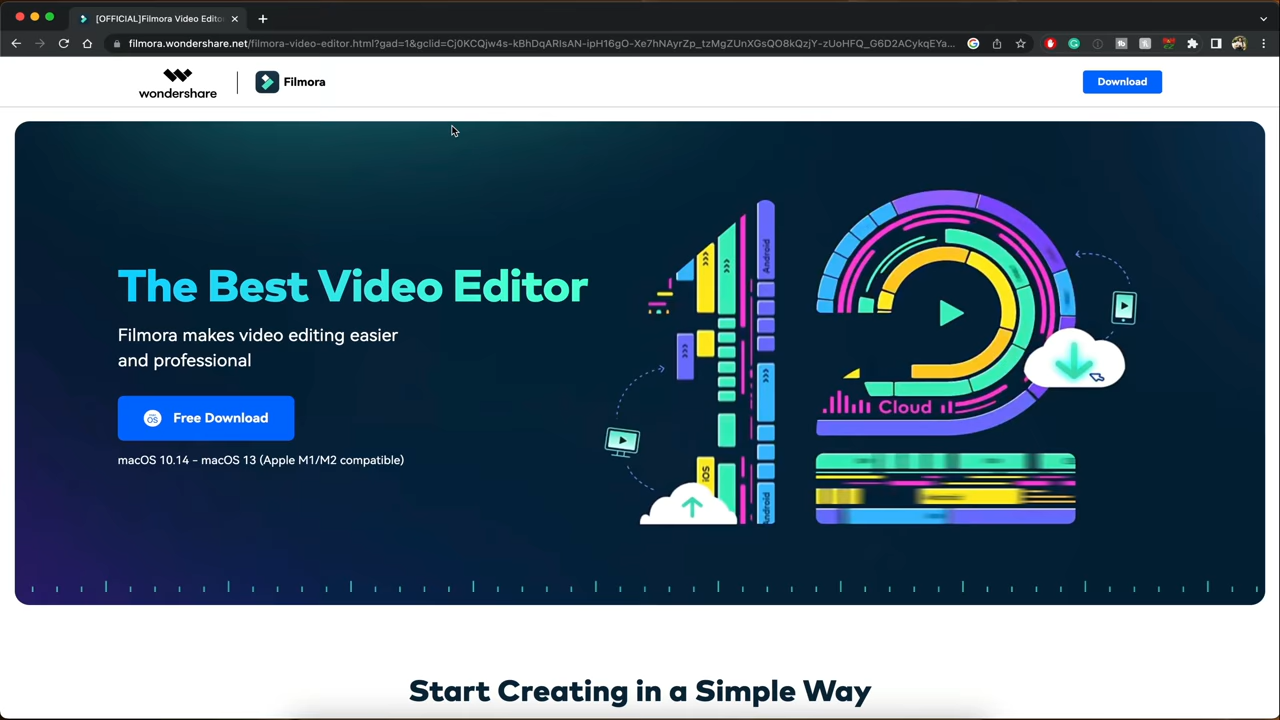 [OFFICIAL]Filmora Video Edito
filmora.wondershare.net/filmora-video-editor.html?gad=1&gclid=Cj0KCQjw4s-kBhDqARIsAN-ipH16gO-Xe7hNAyrZp_tzMgZUnXGsQO8kQzjY-zUoHFQ_G6D2ACykqEYa...
wondershare
Filmora
Download
The Best Video Editor
Filmora makes video editing easier
and professional
macOS
Free Download
macOS 10.14 - macOS 13 (Apple M1/M2 compatible)
Android
Cloud
iOS
Android
Start Creating in a Simple Way